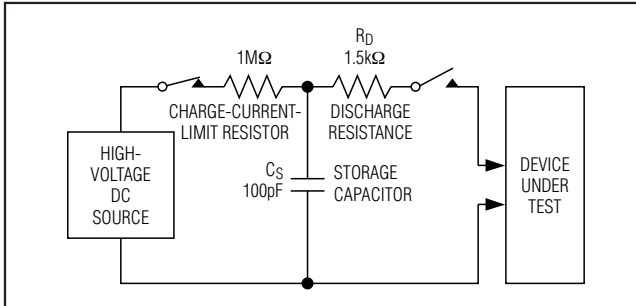 R_D
1MΩ
1.5kΩ
CHARGE-CURRENT-
LIMIT RESISTOR
DISCHARGE
RESISTANCE
HIGH-
VOLTAGE
DC
SOURCE
C_S
100pF
STORAGE
CAPACITOR
DEVICE
UNDER
TEST